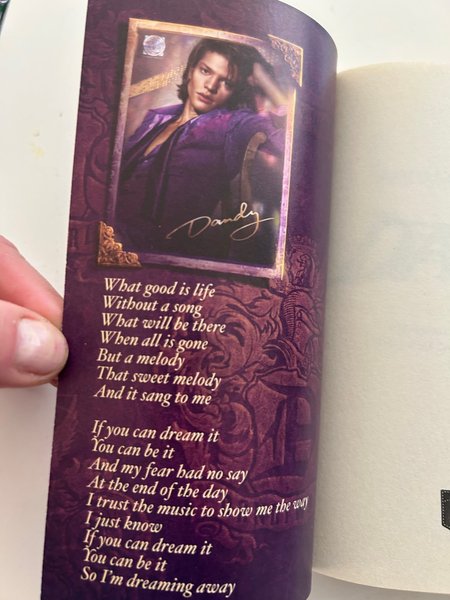 Dandy
What good is life
Without a song
What will be there
When all is gone
But a melody
That sweet melody
And it sang to me
If you can dream it
You can be it
And my fear had no say
At the end of the day
I trust the music to show me the way
I just know
If you can dream it
You can be it
So I'm dreaming away